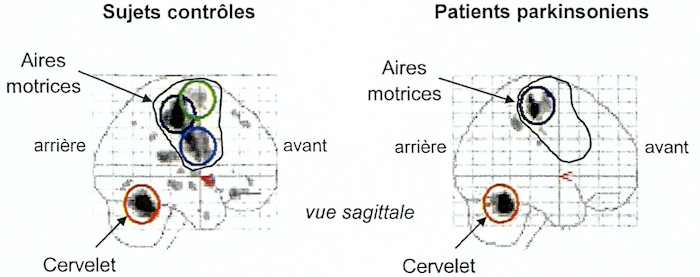 Sujets contrôles
Aires
motrices
arrière
avant
Cervelet
vue sagittale
Patients parkinsoniens
Aires
motrices
arrière
avant
Cervelet